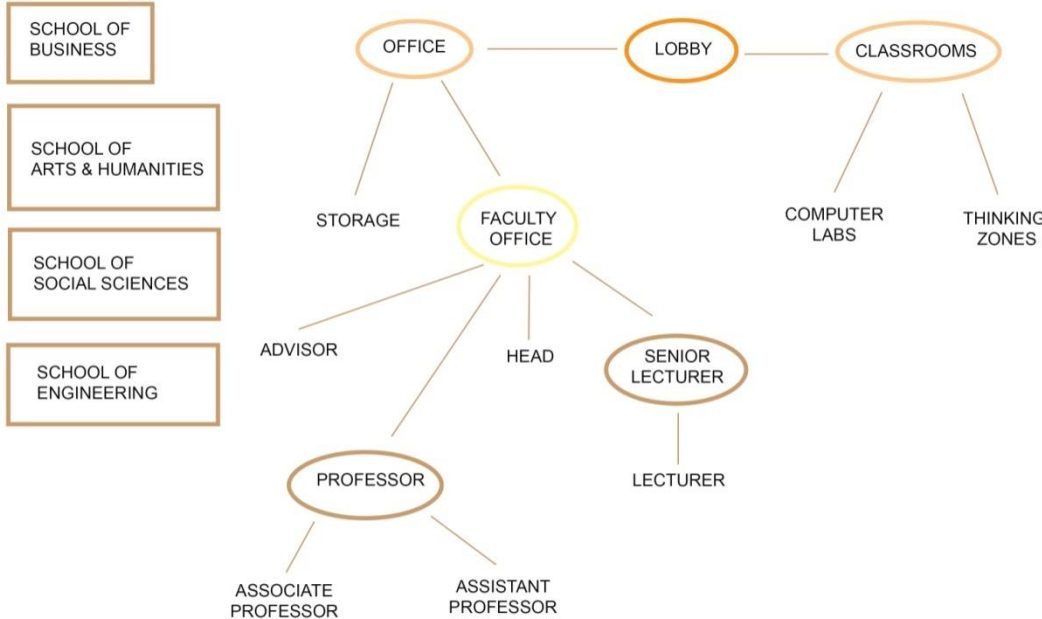 SCHOOL OF
BUSINESS
SCHOOL OF
ARTS & HUMANITIES
SCHOOL OF
SOCIAL SCIENCES
SCHOOL OF
ENGINEERING
OFFICE
LOBBY
CLASSROOMS
STORAGE
FACULTY
OFFICE
COMPUTER
LABS
THINKING
ZONES
ADVISOR
HEAD
SENIOR
LECTURER
PROFESSOR
LECTURER
ASSOCIATE
PROFESSOR
ASSISTANT
PROFESSOR